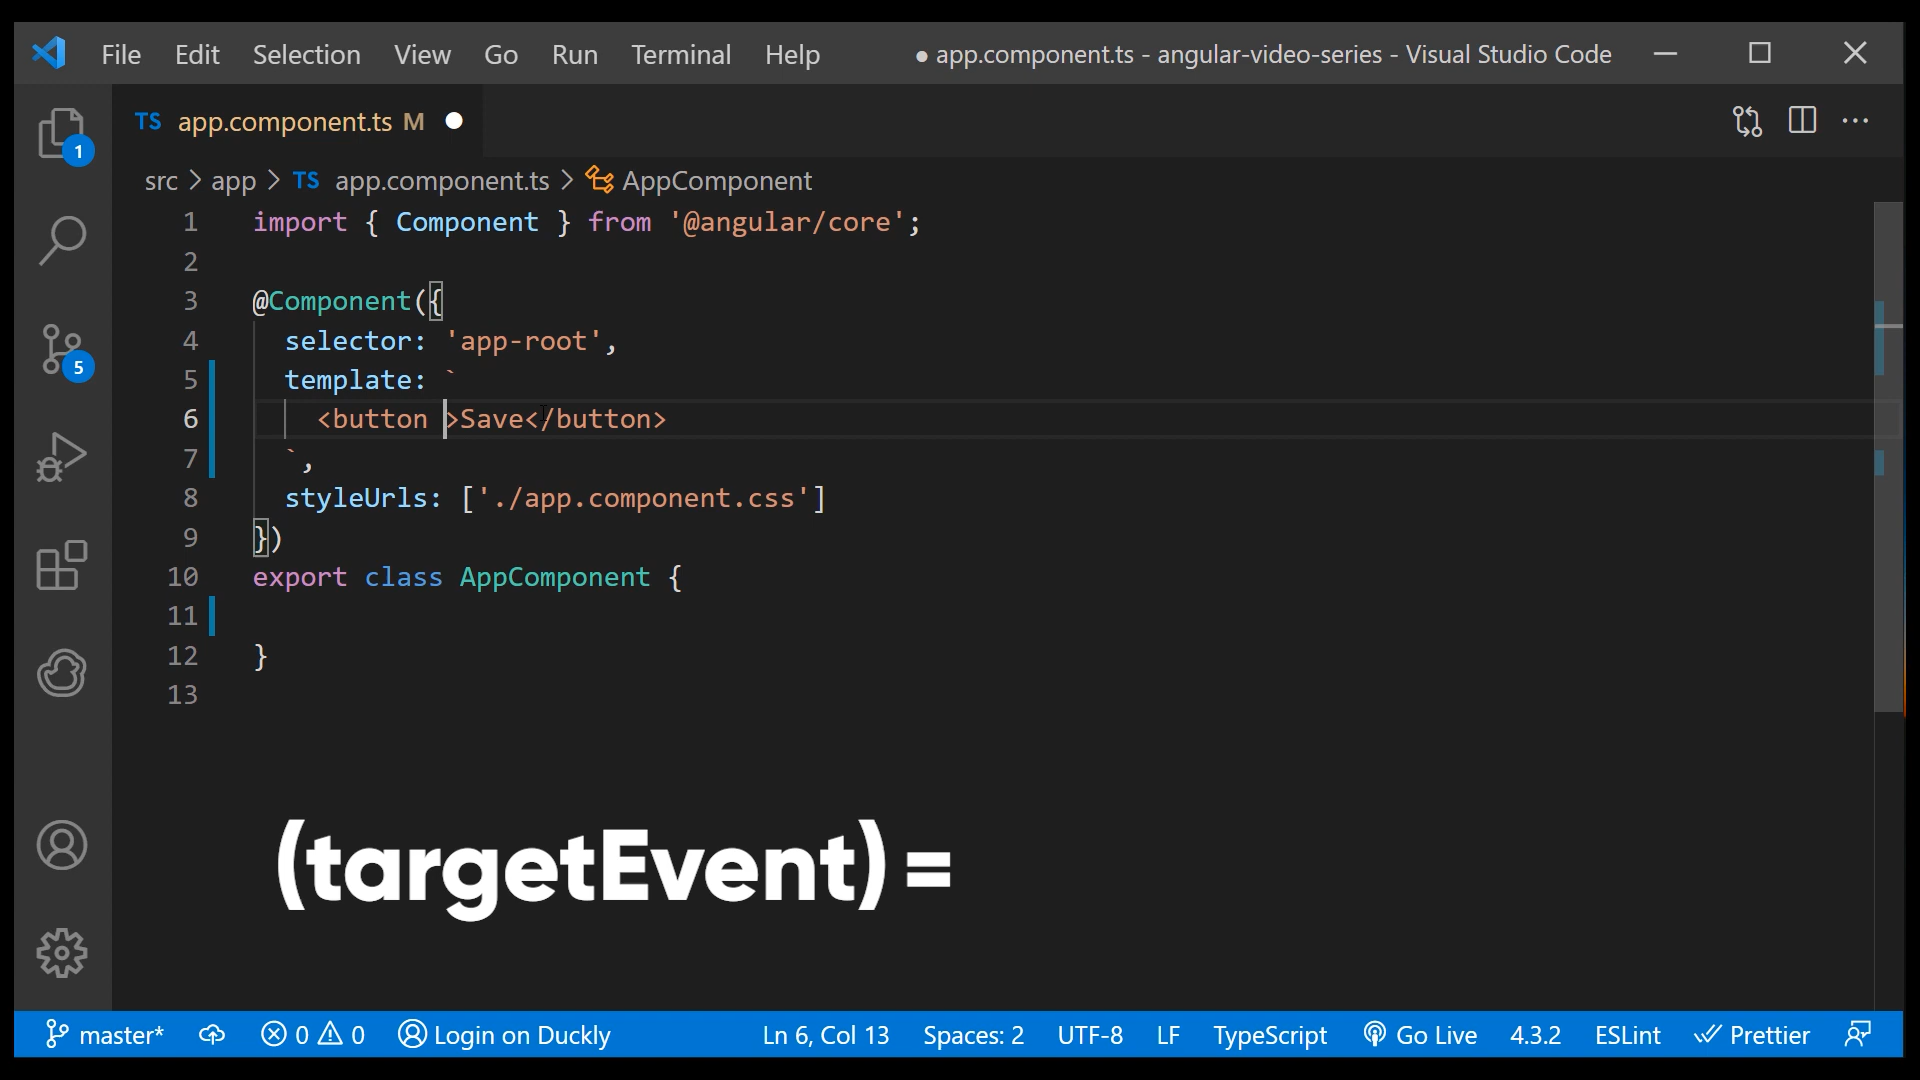 File Edit Selection View Go Run Terminal Help ● app.component.ts - angular-video-series - Visual Studio Code
TS app.component.ts M
1
src > app > TS app.component.ts > AppComponent
1 import { Component } from '@angular/core';
2
3 @Component({
4 selector: 'app-root',
5 template: `
5
6 <button >Save</button>
7 `,
8 styleUrls: ['./app.component.css']
9 })
10 export class AppComponent {
11
12 }
13
(targetEvent) =
master* 0 0 Login on Duckly Ln 6, Col 13 Spaces: 2 UTF-8 LF TypeScript Go Live 4.3.2 ESLint Prettier